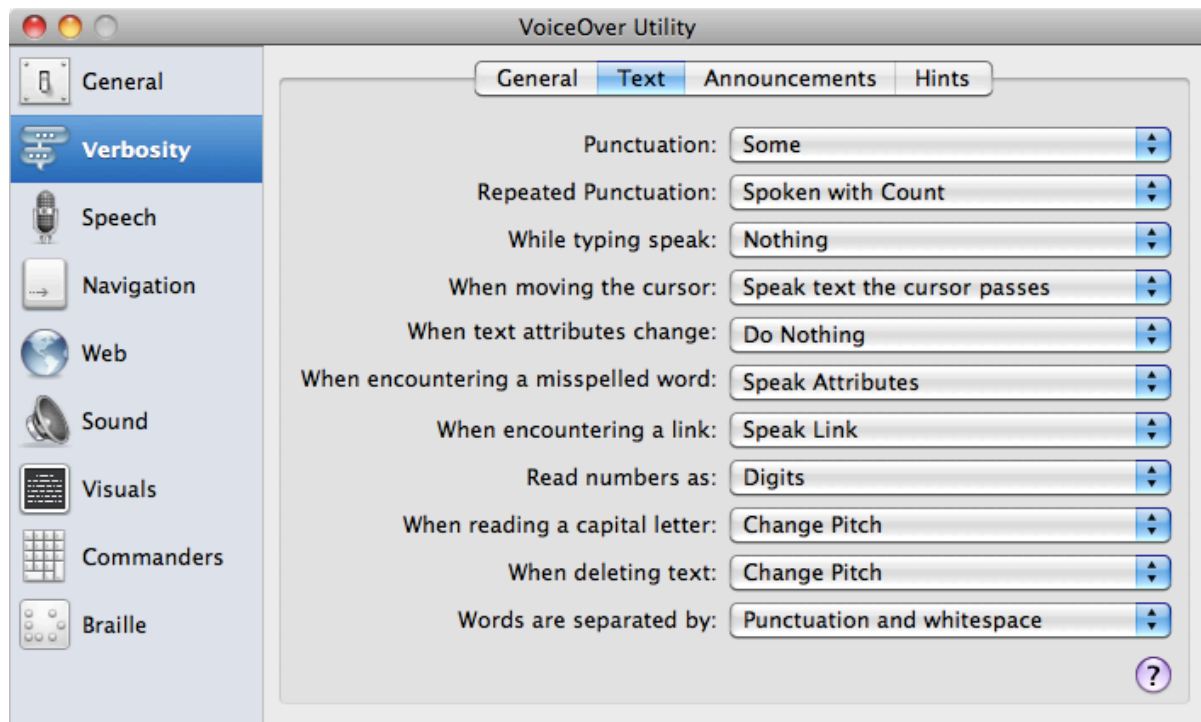 VoiceOver Utility
General
Verbosity
Speech
Navigation
Web
Sound
Visuals
Commanders
Braille
General Text Announcements Hints
Punctuation: Some
Repeated Punctuation: Spoken with Count
While typing speak: Nothing
When moving the cursor: Speak text the cursor passes
When text attributes change: Do Nothing
When encountering a misspelled word: Speak Attributes
When encountering a link: Speak Link
Read numbers as: Digits
When reading a capital letter: Change Pitch
When deleting text: Change Pitch
Words are separated by: Punctuation and whitespace
?